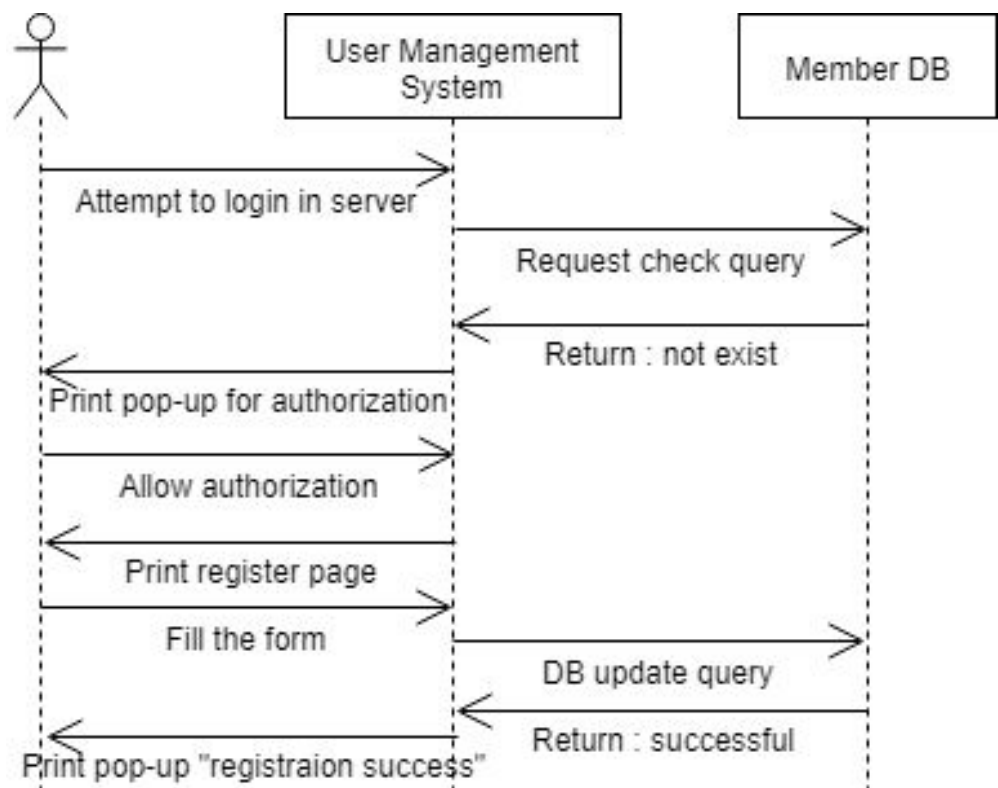 User Management
System
Member DB
Attempt to login in server
Request check query
Return : not exist
Print pop-up for authorization
Allow authorization
Print register page
Fill the form
DB update query
Return : successful
Print pop-up "registraion success"